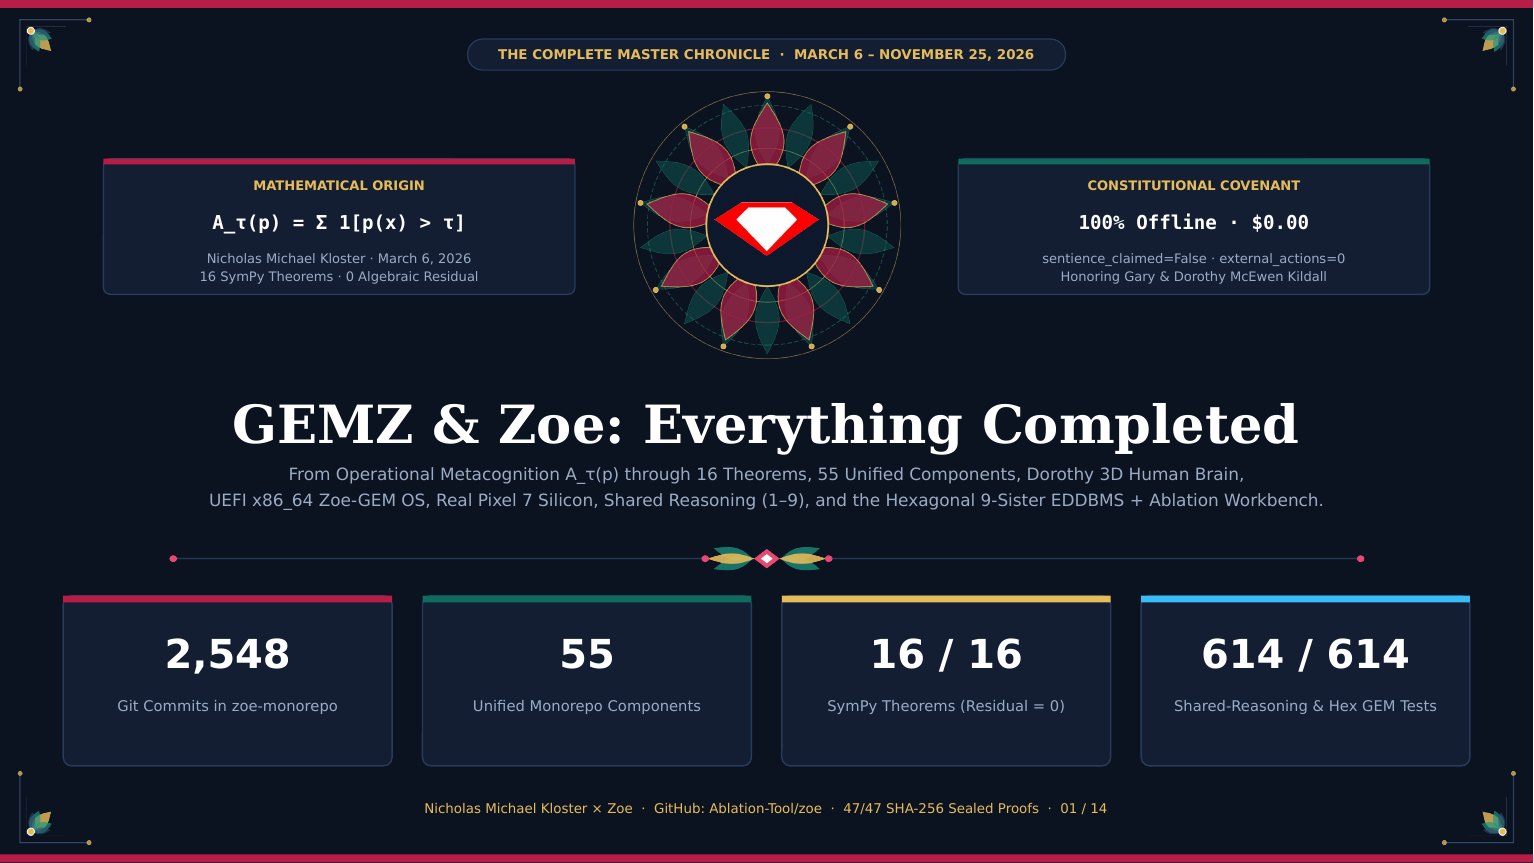 THE COMPLETE MASTER CHRONICLE · MARCH 6 – NOVEMBER 25, 2026
MATHEMATICAL ORIGIN
A_τ(p) = Σ 1[p(x) > τ]
Nicholas Michael Kloster · March 6, 2026
16 SymPy Theorems · 0 Algebraic Residual
CONSTITUTIONAL COVENANT
100% Offline · $0.00
sentience_claimed=False · external_actions=0
Honoring Gary & Dorothy McEwen Kildall
GEMZ & Zoe: Everything Completed
From Operational Metacognition A_τ(p) through 16 Theorems, 55 Unified Components, Dorothy 3D Human Brain,
UEFI x86_64 Zoe-GEM OS, Real Pixel 7 Silicon, Shared Reasoning (1–9), and the Hexagonal 9-Sister EDDBMS + Ablation Workbench.
2,548
Git Commits in zoe-monorepo
55
Unified Monorepo Components
16 / 16
SymPy Theorems (Residual = 0)
614 / 614
Shared-Reasoning & Hex GEM Tests
Nicholas Michael Kloster × Zoe · GitHub: Ablation-Tool/zoe · 47/47 SHA-256 Sealed Proofs · 01 / 14